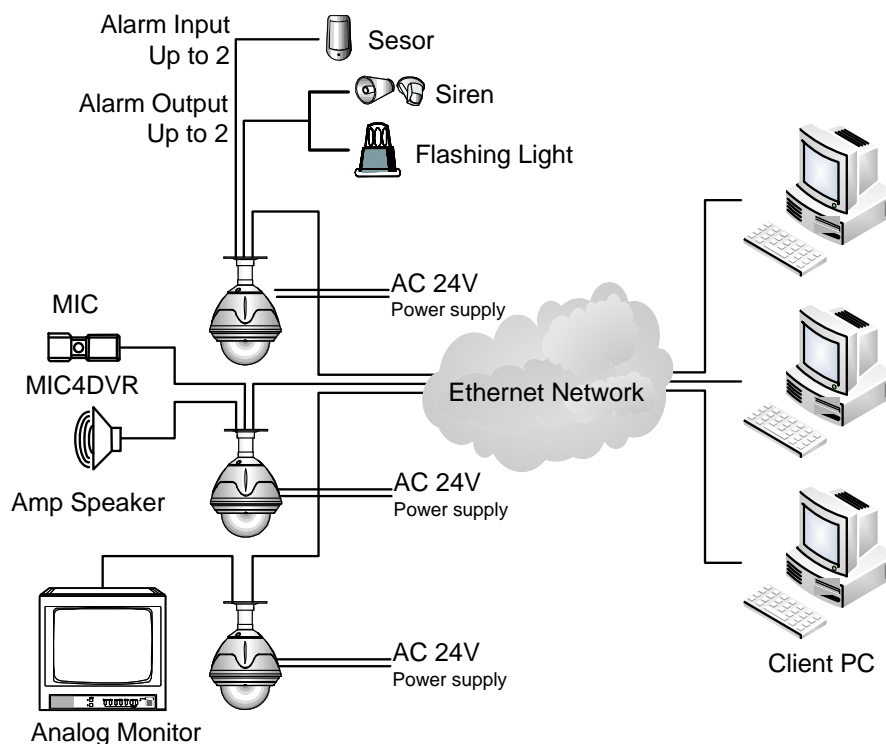 Alarm Input
Up to 2
Sesor
Alarm Output
Up to 2
Siren
Flashing Light
AC 24V
Power supply
MIC
MIC4DVR
Ethernet Network
Amp Speaker
AC 24V
Power supply
AC 24V
Power supply
Client PC
Analog Monitor